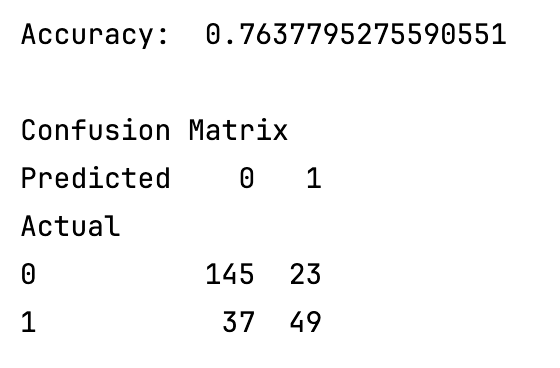 Accuracy:  0.7637795275590551
Confusion Matrix
Predicted    0   1
Actual
0          145  23
1           37  49